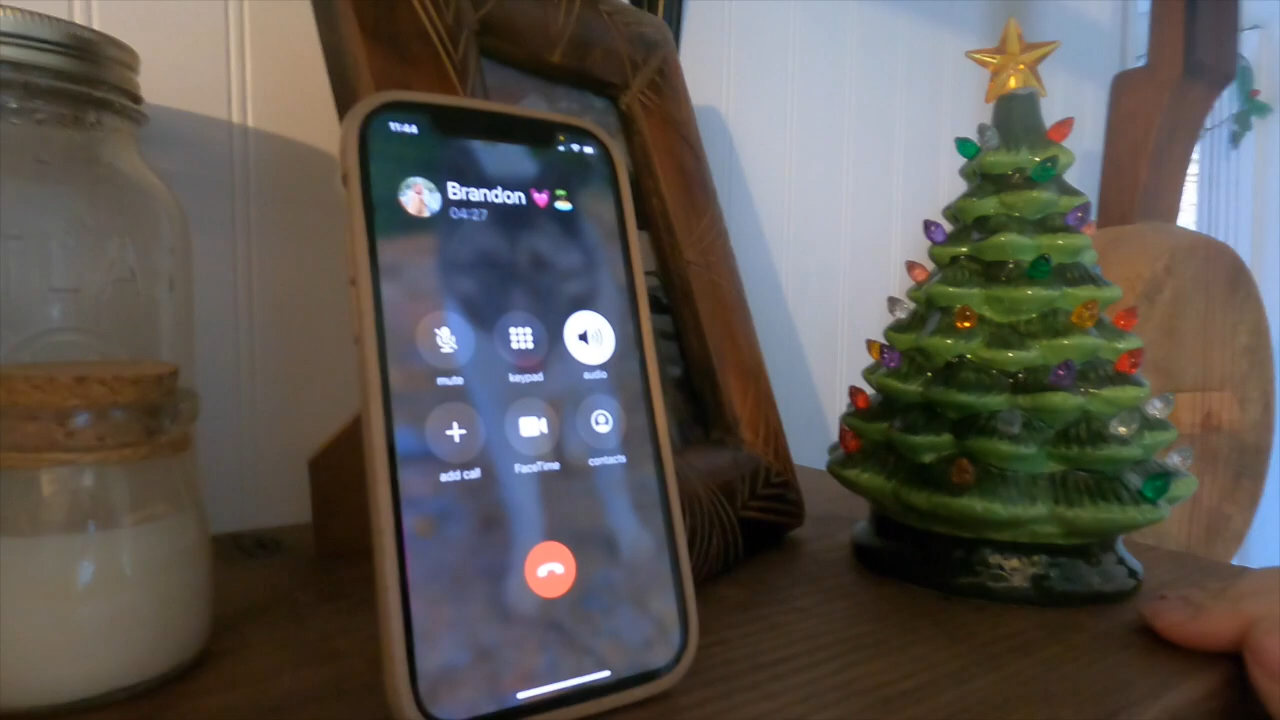 11:44
Brandon 💓🏝️
04:27
mute keypad audio
add call FaceTime contacts